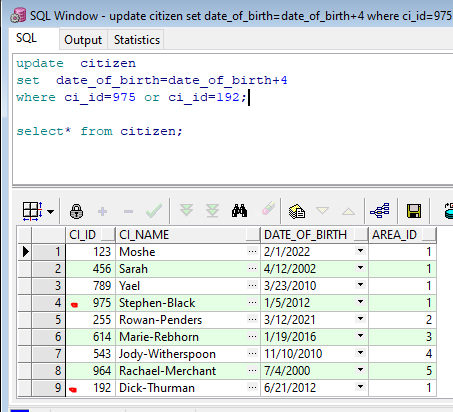 SQL Window - update citizen set date_of_birth=date_of_birth+4 where ci_id=975
SQL Output Statistics
update citizen
set date_of_birth=date_of_birth+4
where ci_id=975 or ci_id=192;
select* from citizen;
CI_ID CI_NAME DATE_OF_BIRTH AREA_ID
1 123 Moshe ... 2/1/2022 1
2 456 Sarah ... 4/12/2002 1
3 789 Yael ... 3/23/2010 1
4 975 Stephen-Black ... 1/5/2012 1
5 255 Rowan-Penders ... 3/12/2021 2
6 614 Marie-Rebhorn ... 1/19/2016 3
7 543 Jody-Witherspoon ... 11/10/2010 4
8 964 Rachael-Merchant ... 7/4/2000 5
9 192 Dick-Thurman ... 6/21/2012 1